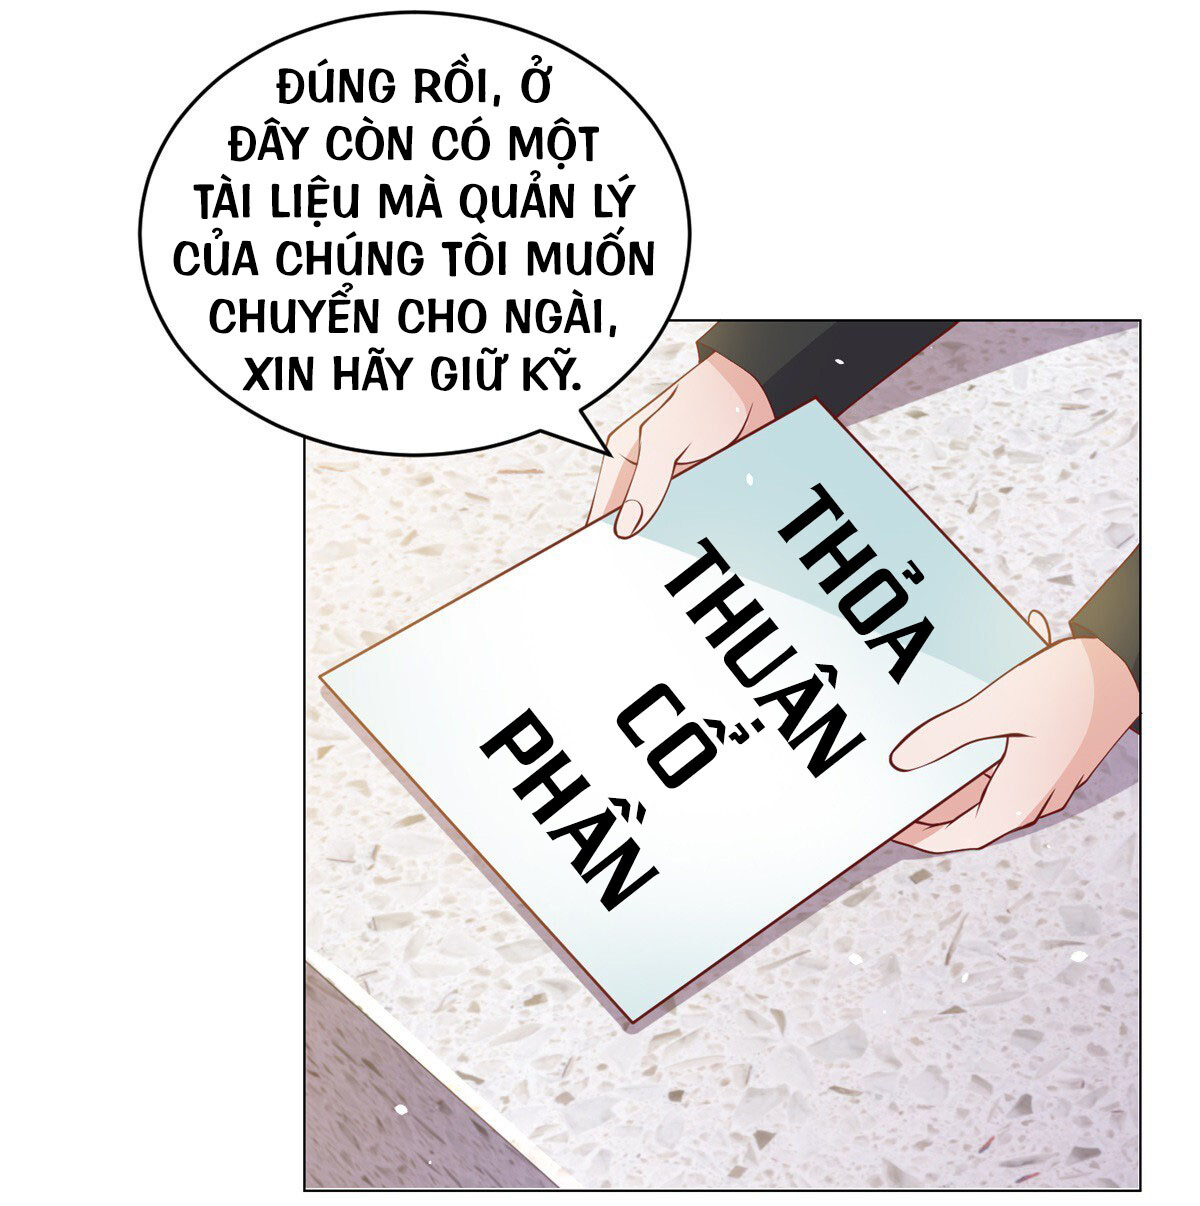 ĐÚNG RỒI, Ở
ĐÂY CÒN CÓ MỘT
TÀI LIỆU MÀ QUẢN LÝ
CỦA CHÚNG TÔI MUỐN
CHUYỂN CHO NGÀI,
XIN HÃY GIỮ KỸ.
THỎA
THUẬN
CỔ
PHẦN